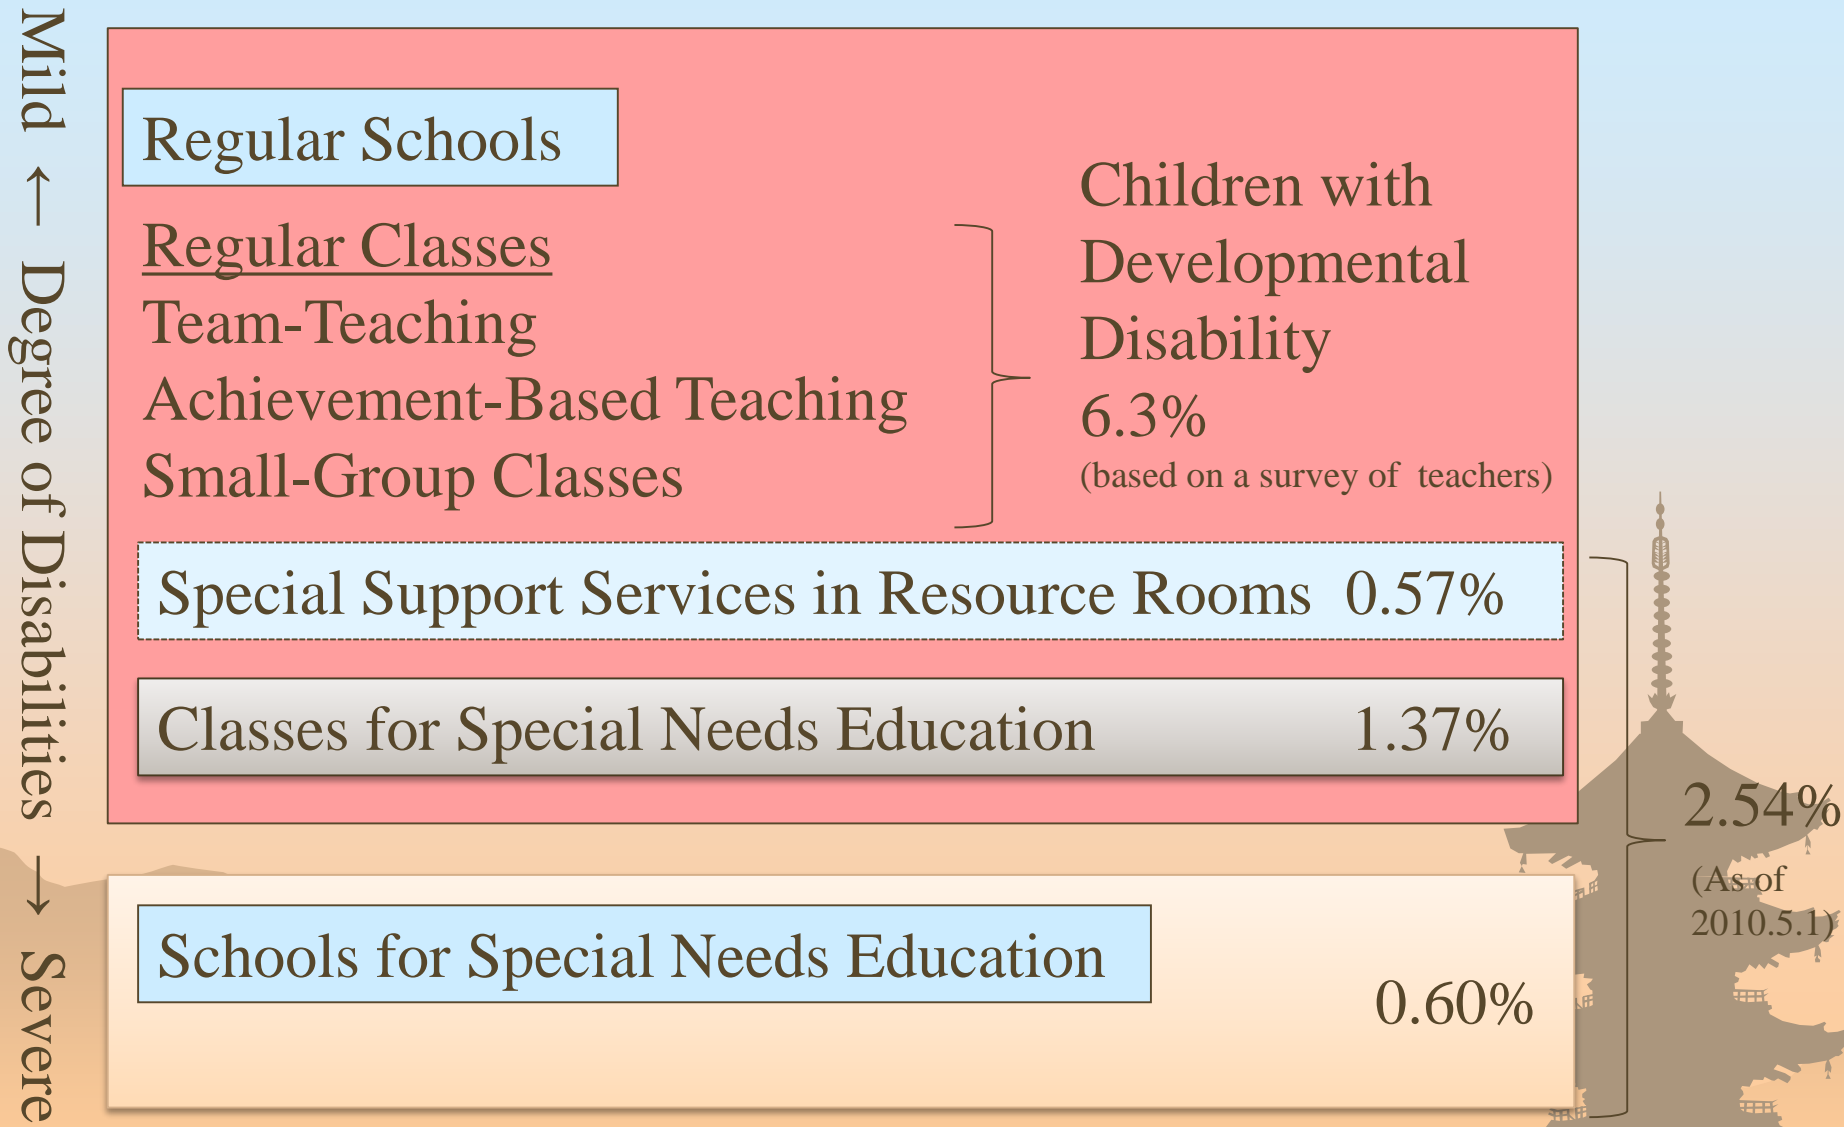 Mild ← Degree of Disabilities → Severe
Regular Schools
Regular Classes
Team-Teaching
Achievement-Based Teaching
Small-Group Classes
Children with
Developmental
Disability
6.3%
(based on a survey of teachers)
Special Support Services in Resource Rooms 0.57%
Classes for Special Needs Education 1.37%
Schools for Special Needs Education
0.60%
2.54%
(As of
2010.5.1)